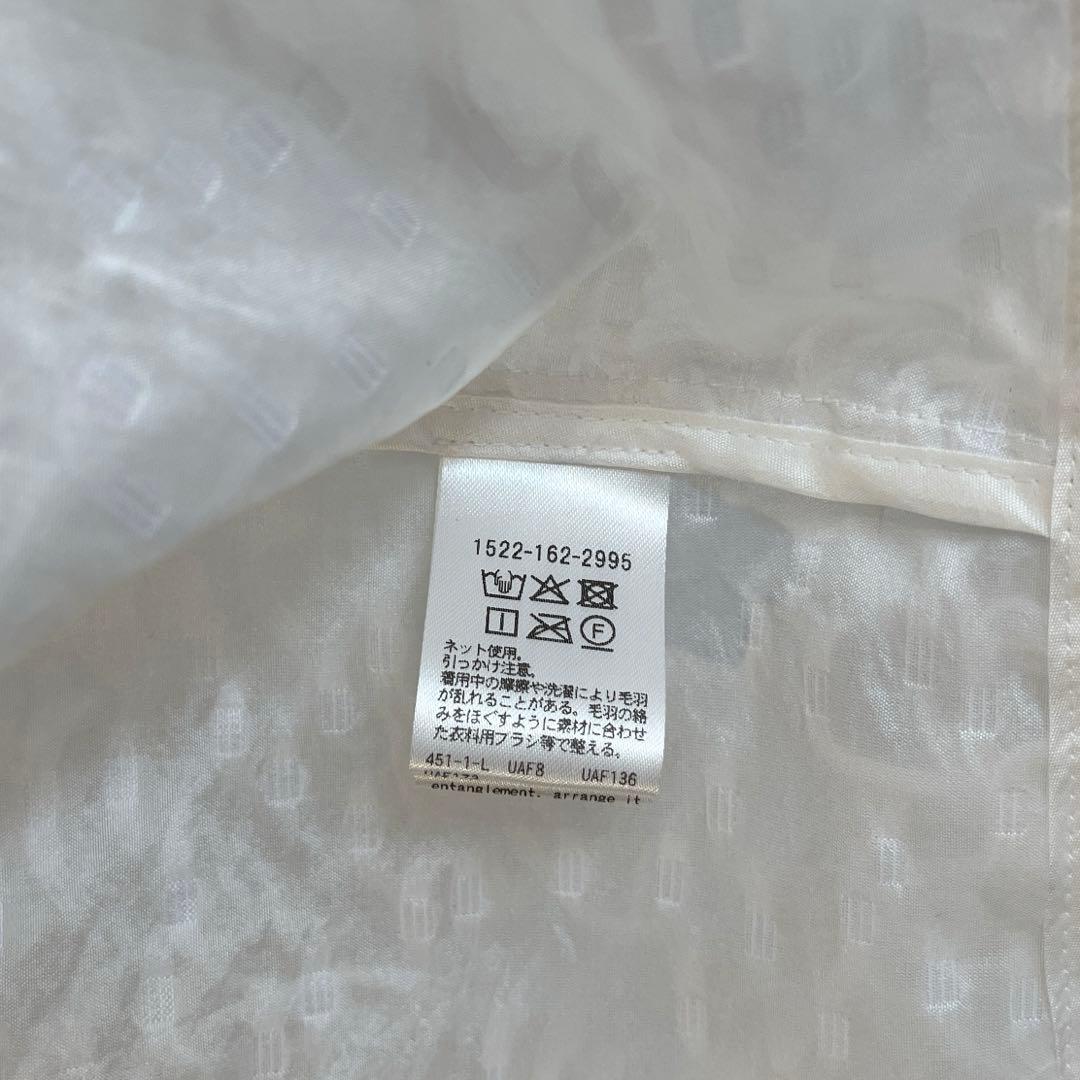 1522-162-2995
F
ネット使用。
引っかけ注意。
着用中の摩擦や洗濯により毛羽
が乱れることがある。毛羽の綿
みをほぐすように素材に合わせ
た衣料用ブラシ等で整える。
451-1-L UAF8 UAF136
entanglement, arrange it